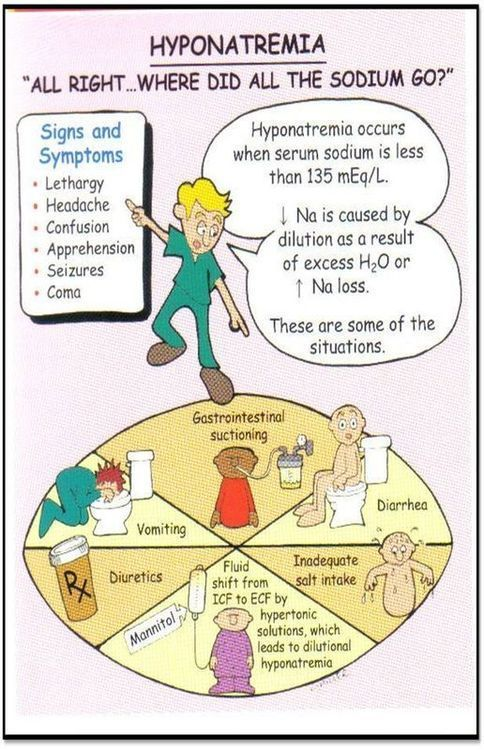 HYPONATREMIA
"ALL RIGHT...WHERE DID ALL THE SODIUM GO?"
Signs and
Symptoms
• Lethargy
• Headache
• Confusion
• Apprehension
• Seizures
• Coma
Hyponatremia occurs
when serum sodium is less
than 135 mEq/L.
↓ Na is caused by
dilution as a result
of excess H₂O or
↑ Na loss.
These are some of the
situations.
Gastrointestinal
suctioning
Vomiting
Diarrhea
Rx
Diuretics
Mannitol
Fluid
shift from
ICF to ECF by
hypertonic
solutions, which
leads to dilutional
hyponatremia
Inadequate
salt intake